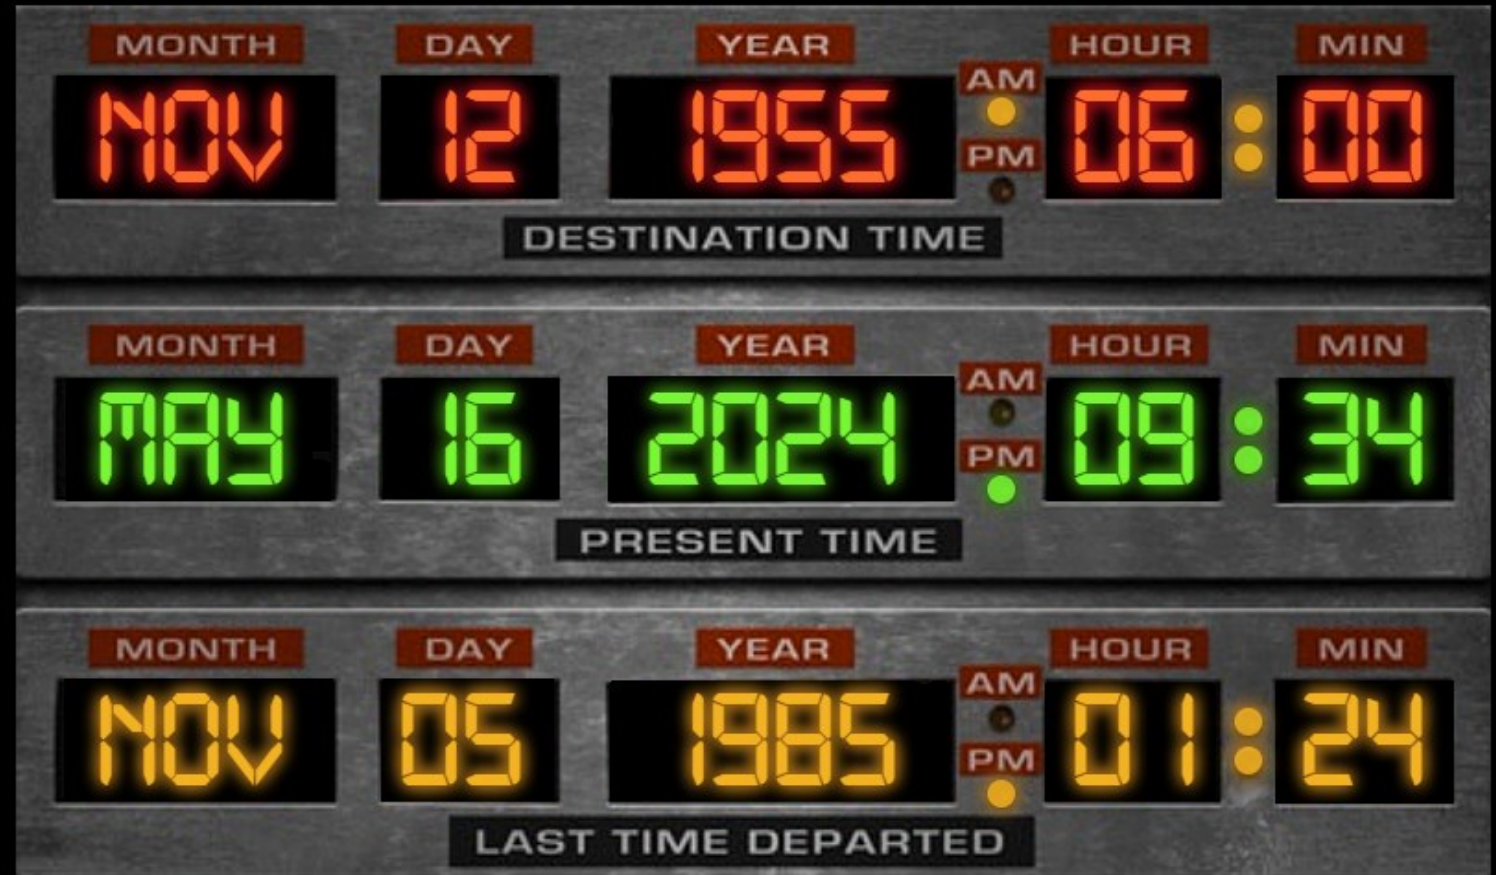 MONTH DAY YEAR HOUR MIN
AM
NOV 12 1955 06:00
PM
DESTINATION TIME
MONTH DAY YEAR HOUR MIN
AM
MAY 16 2024 09:34
PM
PRESENT TIME
MONTH DAY YEAR HOUR MIN
AM
NOV 05 1985 01:24
PM
LAST TIME DEPARTED